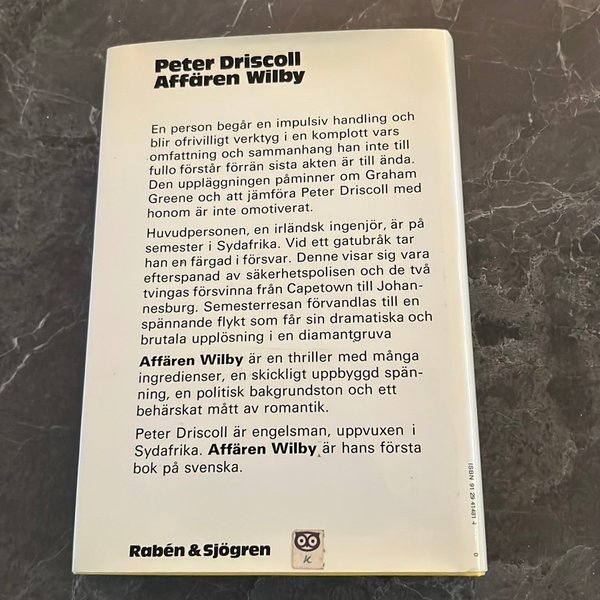 Peter Driscoll
Affären Wilby
En person begår en impulsiv handling och
blir ofrivilligt verktyg i en komplott vars
omfattning och sammanhang han inte till
fullo förstår förrän sista akten är till ända.
Den uppläggningen påminner om Graham
Greene och att jämföra Peter Driscoll med
honom är inte omotiverat.
Huvudpersonen, en irländsk ingenjör, är på
semester i Sydafrika. Vid ett gatubråk tar
han en färgad i försvar. Denne visar sig vara
efterspanad av säkerhetspolisen och de två
tvingas försvinna från Capetown till Johan-
nesburg. Semesterresan förvandlas till en
spännande flykt som får sin dramatiska och
brutala upplösning i en diamantgruva
Affären Wilby är en thriller med många
ingredienser, en skickligt uppbyggd spän-
ning, en politisk bakgrundston och ett
behärskat mått av romantik.
Peter Driscoll är engelsman, uppvuxen i
Sydafrika. Affären Wilby är hans första
bok på svenska.
Rabén & Sjögren
K
ISBN 91 29 41481 4
0